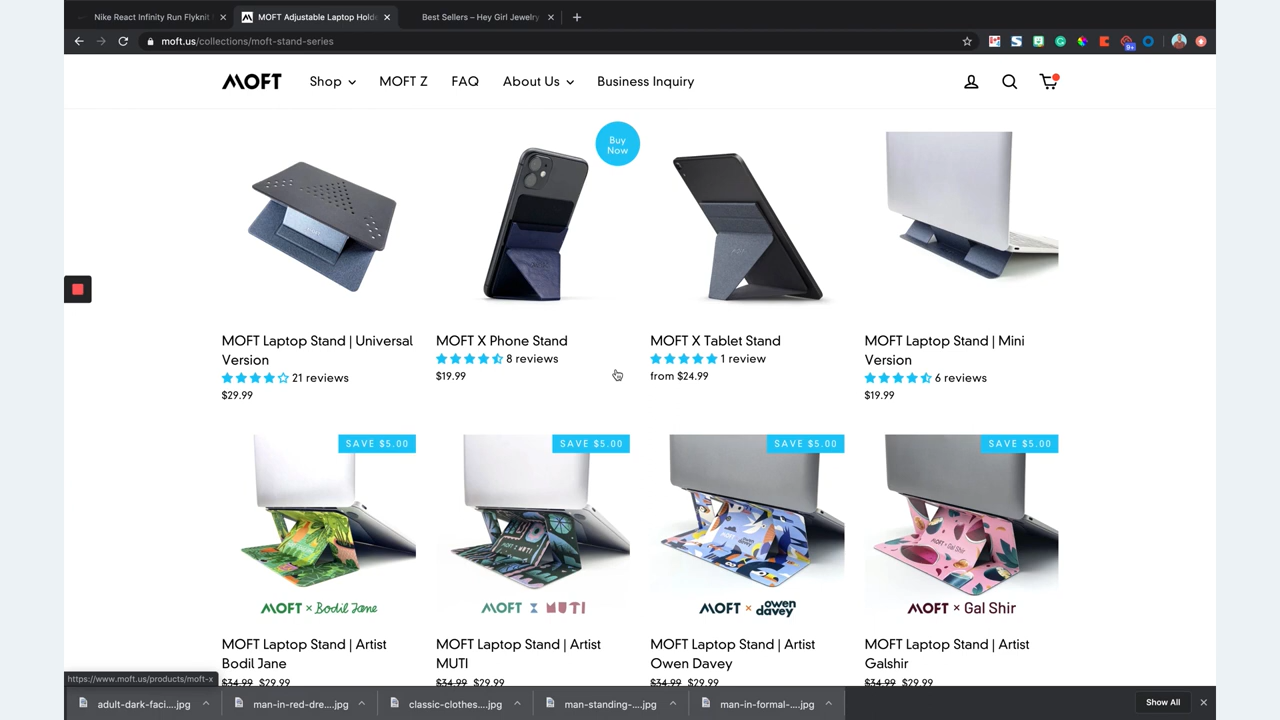 Nike React Infinity Run Flyknit
MOFT Adjustable Laptop Holde
Best Sellers – Hey Girl Jewelry
moft.us/collections/moft-stand-series
9+
MOFT
Shop
MOFT Z
FAQ
About Us
Business Inquiry
Buy
Now
MOFT Laptop Stand | Universal
Version
21 reviews
$29.99
MOFT X Phone Stand
8 reviews
$19.99
MOFT X Tablet Stand
1 review
from $24.99
MOFT Laptop Stand | Mini
Version
6 reviews
$19.99
SAVE $5.00
SAVE $5.00
SAVE $5.00
SAVE $5.00
MOFT × Bodil Jane
MOFT X MUTI
MOFT × owen
davey
MOFT × Gal Shir
MOFT Laptop Stand | Artist
Bodil Jane
$34.99 $29.99
MOFT Laptop Stand | Artist
MUTI
$34.99 $29.99
MOFT Laptop Stand | Artist
Owen Davey
$34.99 $29.99
MOFT Laptop Stand | Artist
Galshir
$34.99 $29.99
https://www.moft.us/products/moft-x
adult-dark-faci....jpg
man-in-red-dre....jpg
classic-clothes....jpg
man-standing-....jpg
man-in-formal-....jpg
Show All